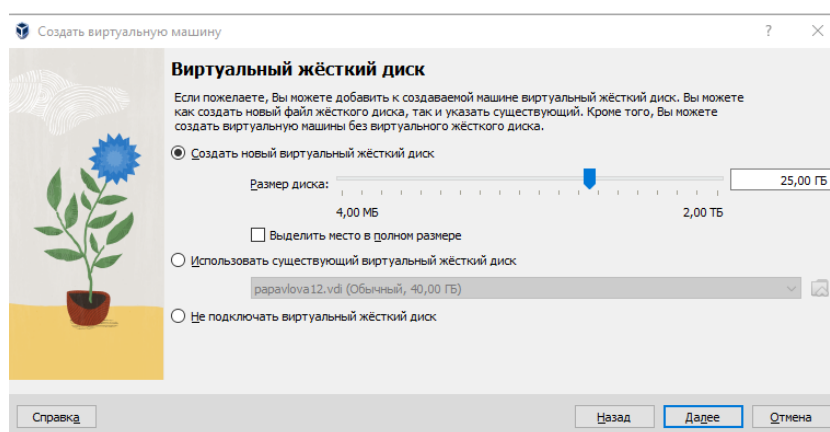 Создать виртуальную машину
?
Виртуальный жёсткий диск
Если пожелаете, Вы можете добавить к создаваемой машине виртуальный жёсткий диск. Вы можете
как создать новый файл жёсткого диска, так и указать существующий. Кроме того, Вы можете
создать виртуальную машины без виртуального жёсткого диска.
Создать новый виртуальный жёсткий диск
Размер диска:
25,00 ГБ
4,00 МБ 2,00 ТБ
Выделить место в полном размере
Использовать существующий виртуальный жёсткий диск
papavlova12.vdi (Обычный, 40,00 ГБ)
Не подключать виртуальный жёсткий диск
Справка Назад Далее Отмена